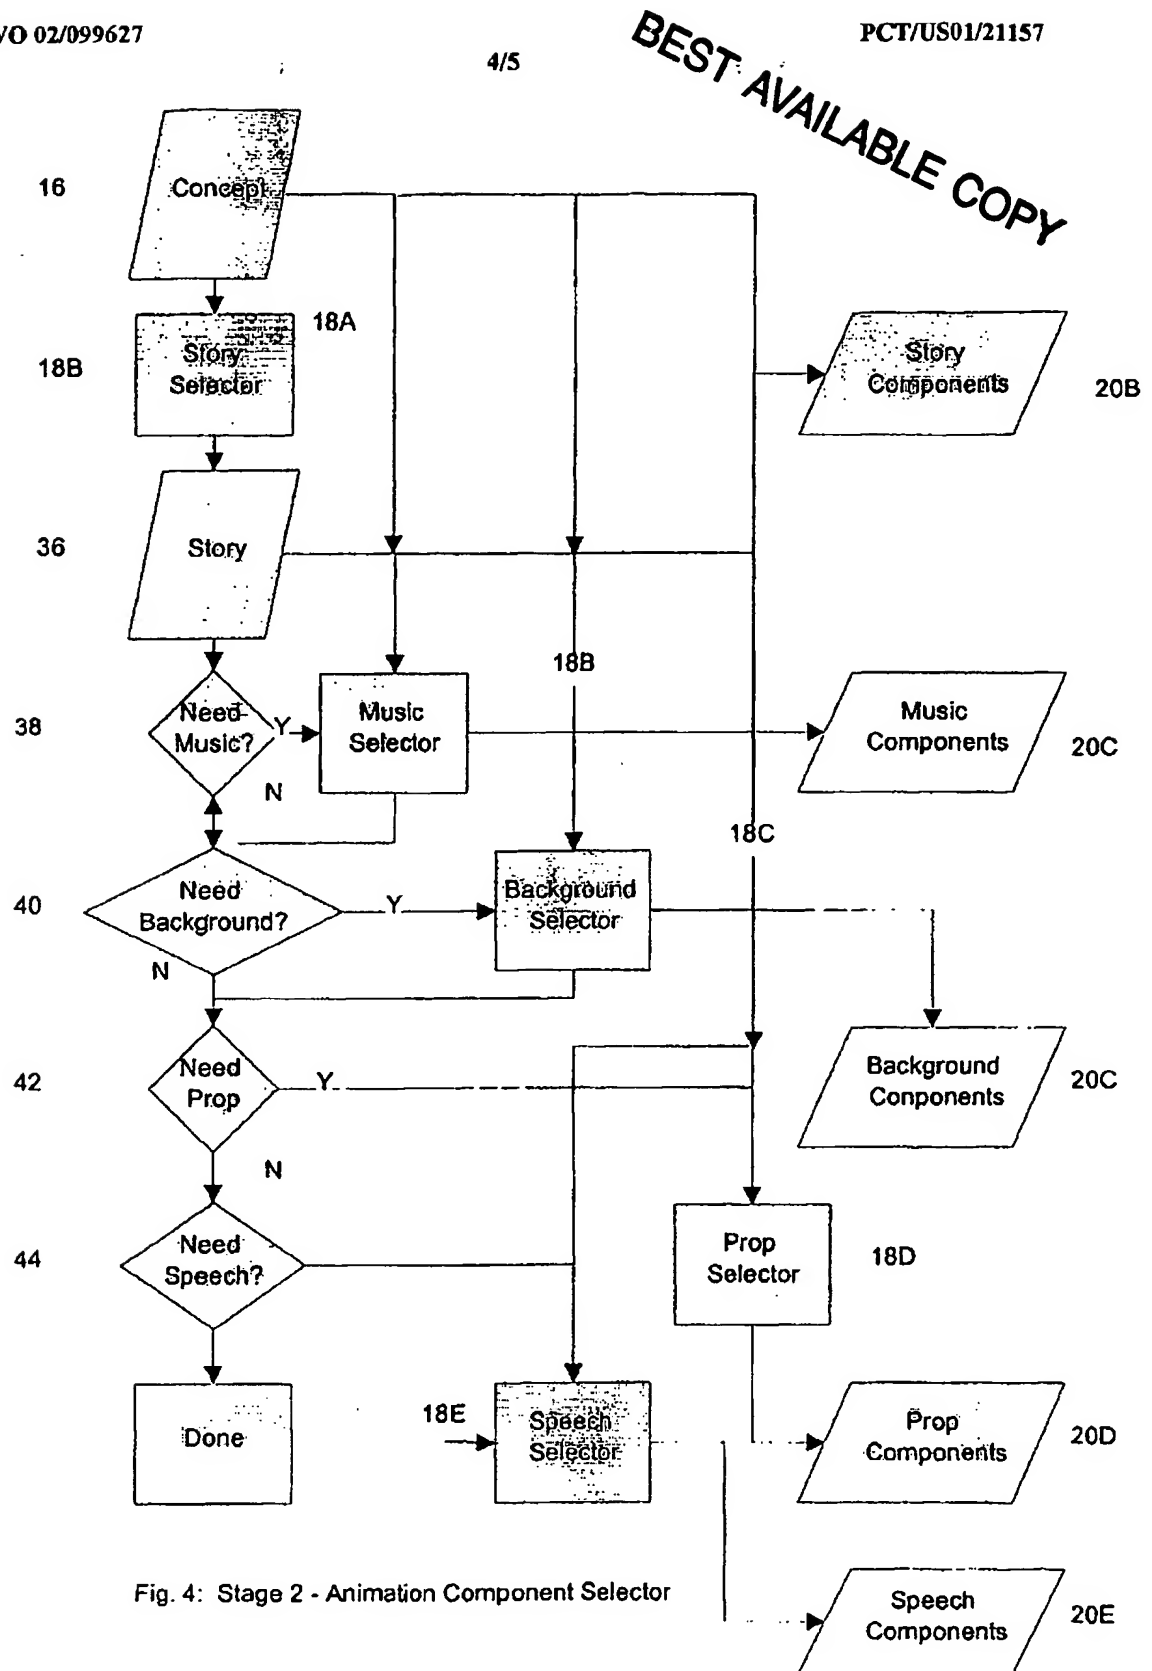 VO 02/099627
PCT/US01/21157
4/5
BEST AVAILABLE COPY
16
Concept
18A
18B
Story
Selector
Story
Components
20B
36
Story
18B
38
Need
Music?
Y
N
Music
Selector
Music
Components
20C
18C
40
Need
Background?
Y
N
Background
Selector
Background
Conponents
20C
42
Need
Prop
Y
N
44
Need
Speech?
Prop
Selector
18D
Done
18E
Speech
Selector
Prop
Components
20D
Fig. 4: Stage 2 - Animation Component Selector
Speech
Components
20E